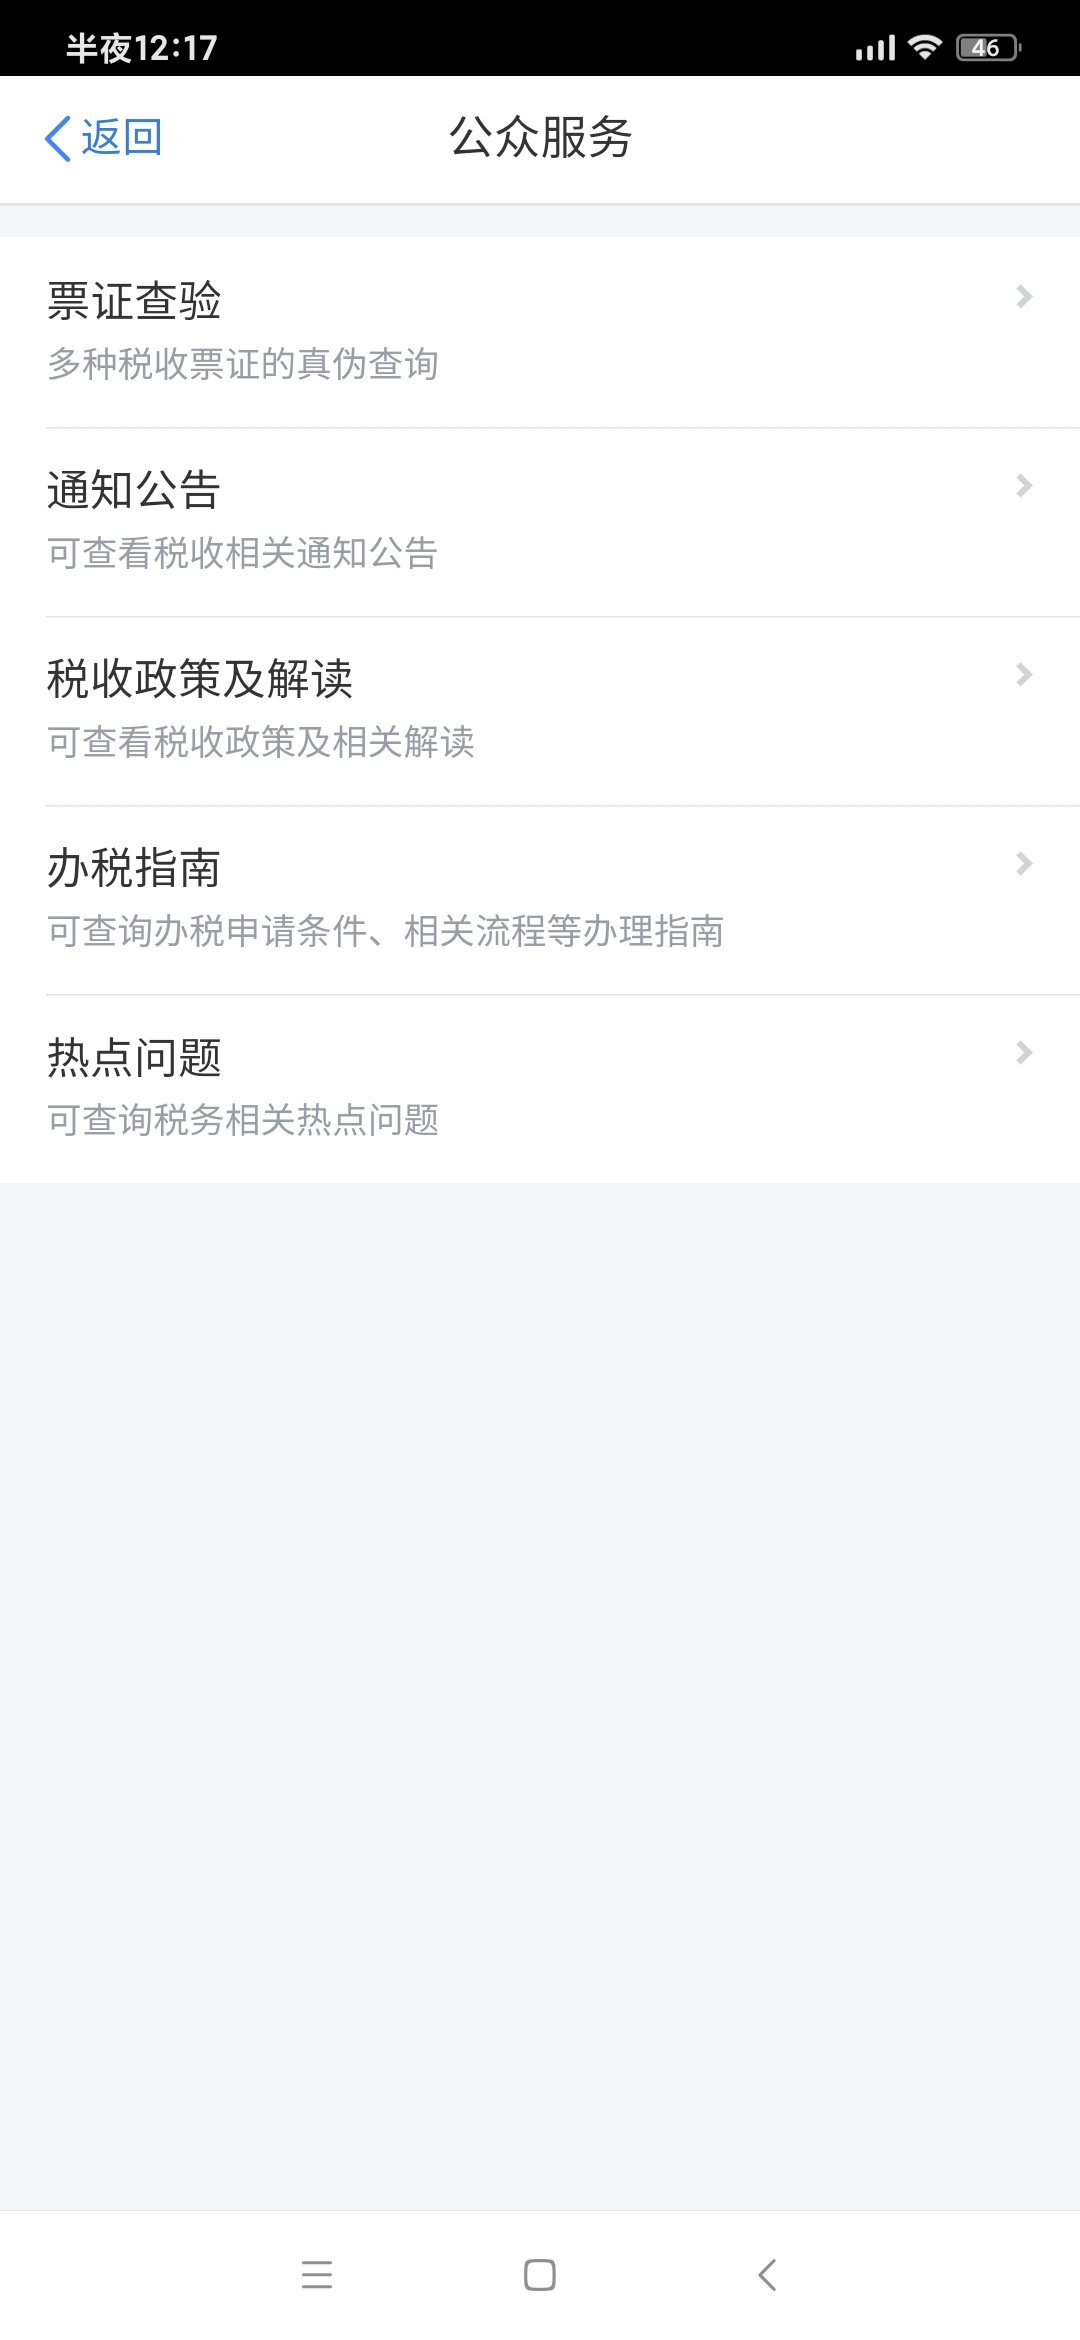 半夜12:17
46
返回
公众服务
票证查验
多种税收票证的真伪查询
通知公告
可查看税收相关通知公告
税收政策及解读
可查看税收政策及相关解读
办税指南
可查询办税申请条件、相关流程等办理指南
热点问题
可查询税务相关热点问题